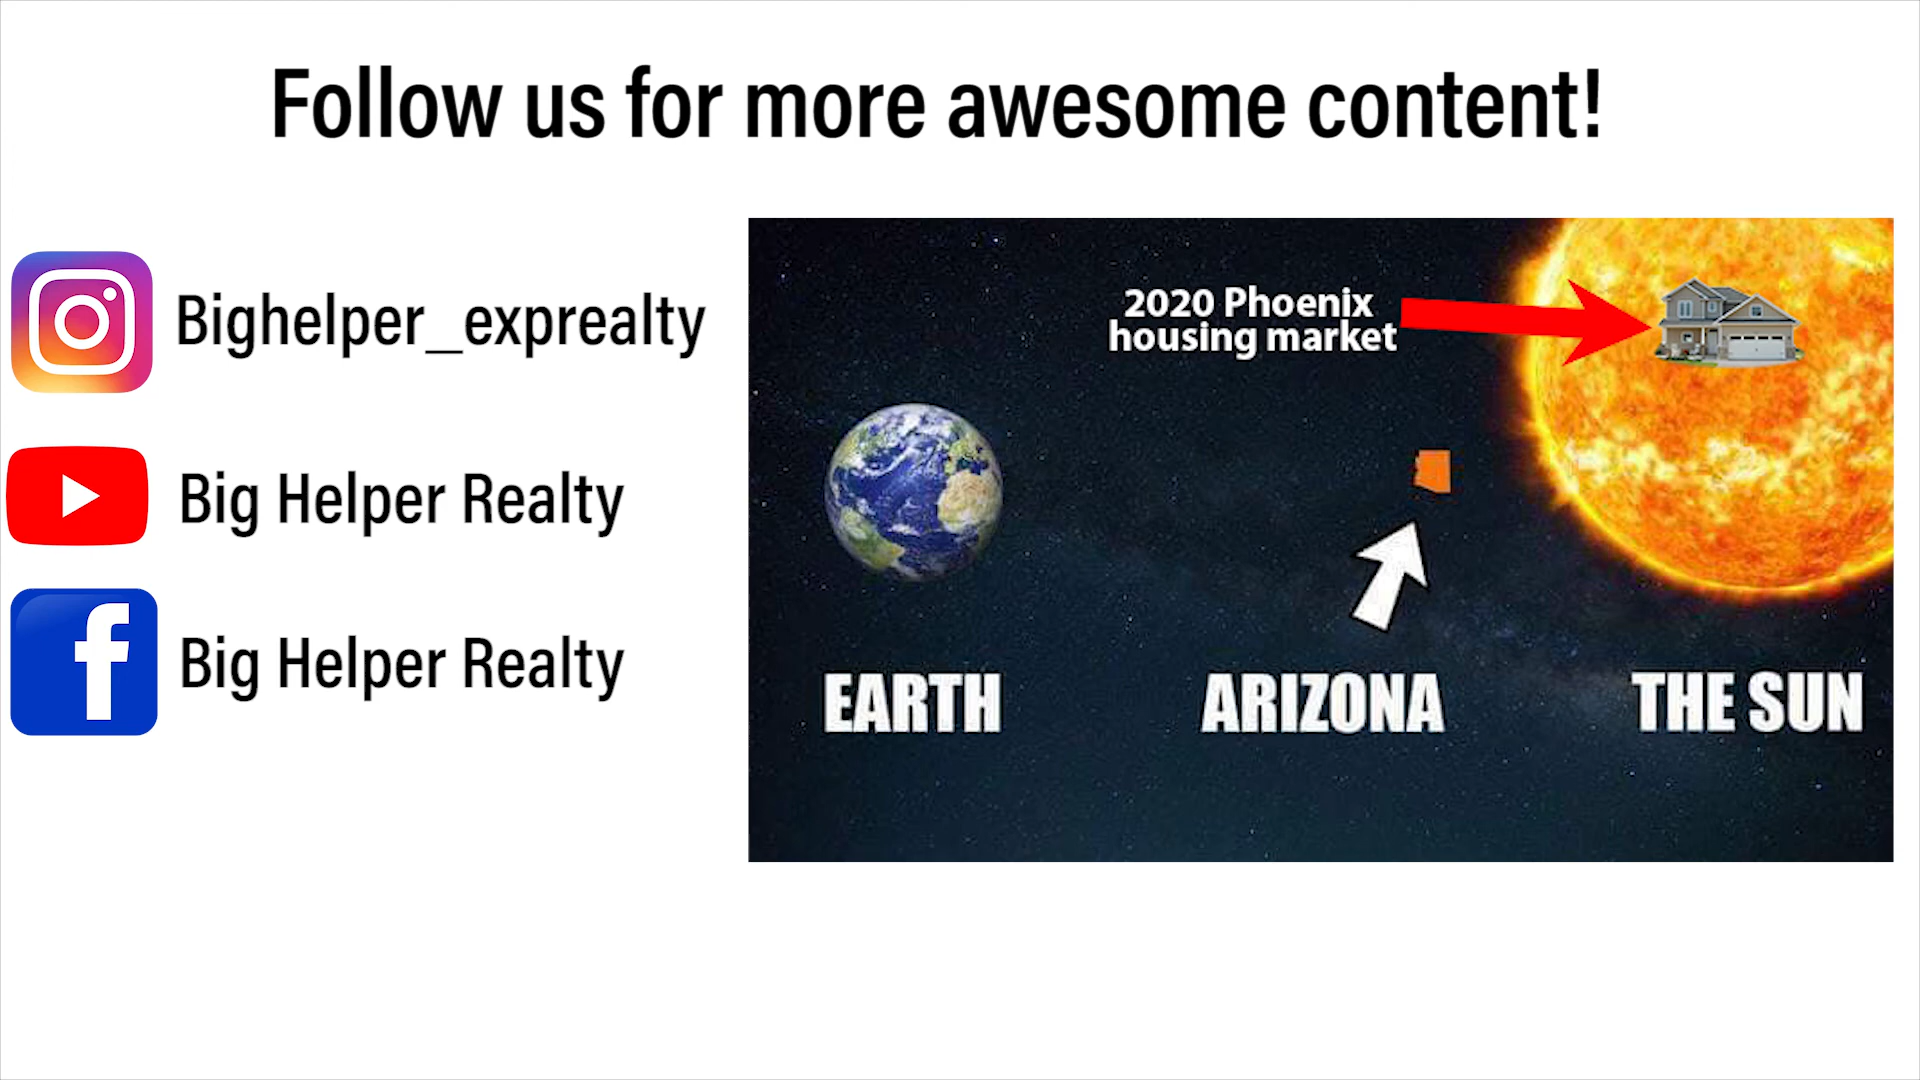 Follow us for more awesome content!
Bighelper_exprealty
Big Helper Realty
Big Helper Realty
2020 Phoenix
housing market
EARTH
ARIZONA
THE SUN